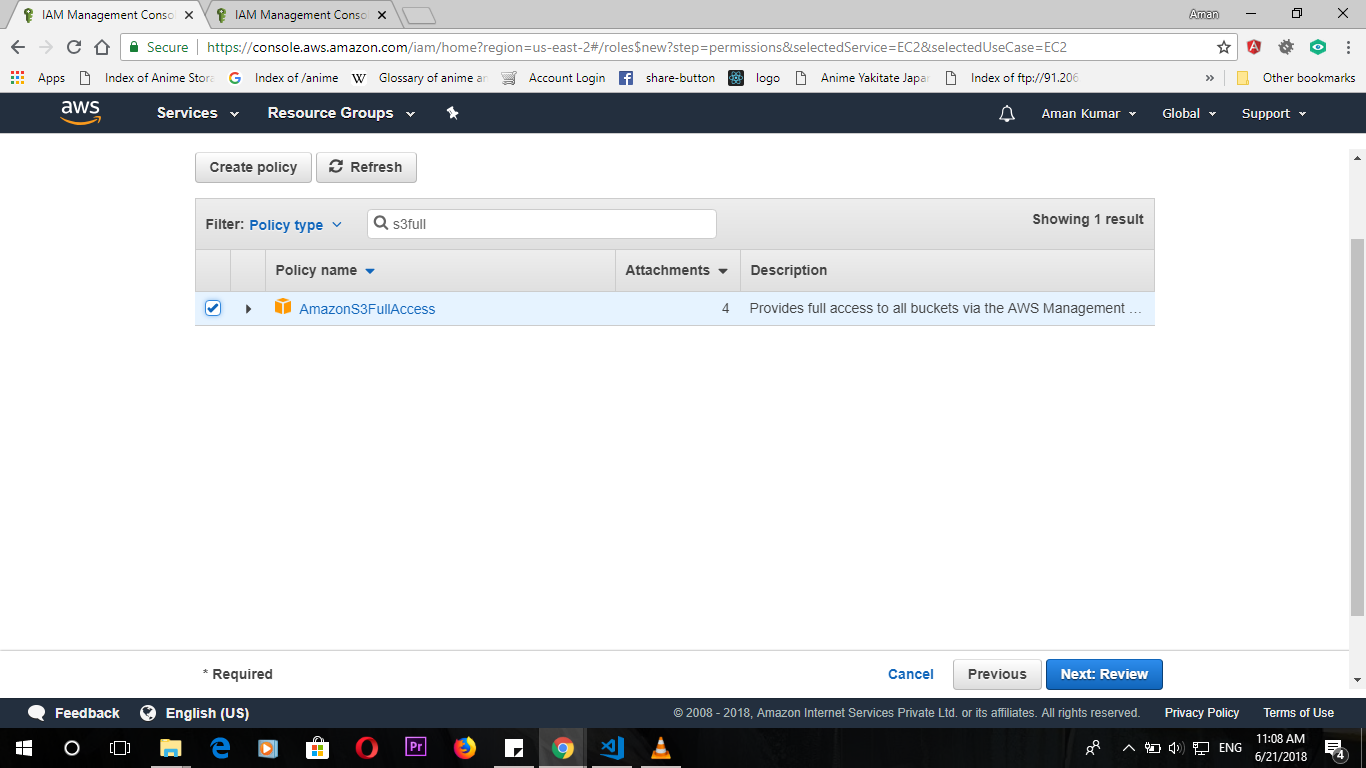 IAM Management Conso
IAM Management Conso
Aman
Secure
https://console.aws.amazon.com/iam/home?region=us-east-2#/roles$new?step=permissions&selectedService=EC2&selectedUseCase=EC2
Apps Index of Anime Stora Index of /anime Glossary of anime an Account Login share-button logo Anime Yakitate Japan Index of ftp://91.206 » Other bookmarks
aws Services Resource Groups Aman Kumar Global Support
Create policy Refresh
Filter: Policy type s3full Showing 1 result
Policy name Attachments Description
AmazonS3FullAccess 4 Provides full access to all buckets via the AWS Management ...
* Required Cancel Previous Next: Review
Feedback English (US) © 2008 - 2018, Amazon Internet Services Private Ltd. or its affiliates. All rights reserved. Privacy Policy Terms of Use
Pr ENG 11:08 AM
6/21/2018 4